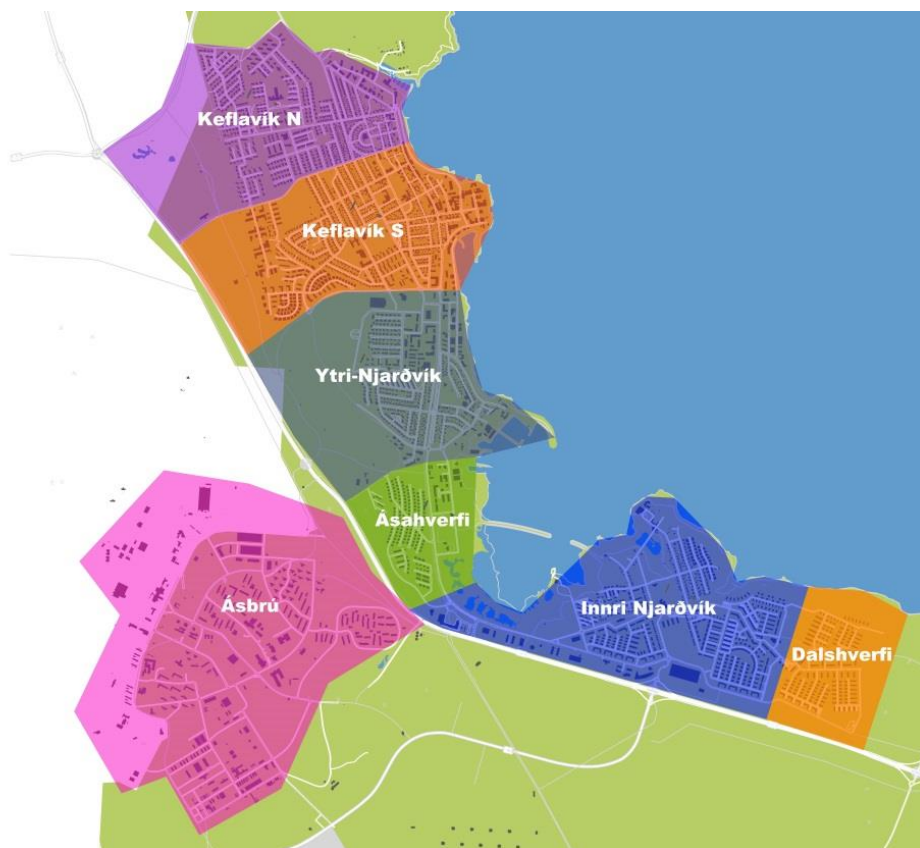 Keflavík N
Keflavík S
Ytri-Njarðvík
Ásahverfi
Ásbrú
Innri Njarðvík
Dalshverfi